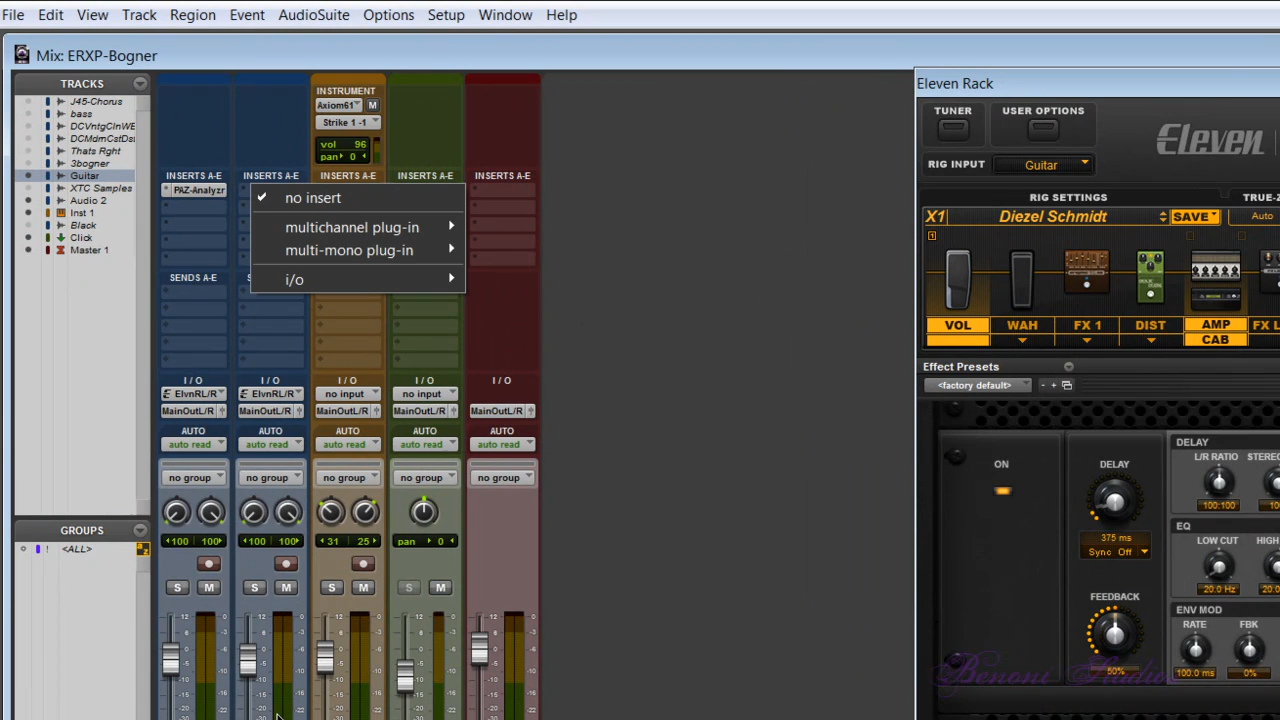 File Edit View Track Region Event AudioSuite Options Setup Window Help
Mix: ERXP-Bogner
TRACKS
J45-Chorus
bass
DCVntgClnWE
DCMdmCstDs
Thats Rght
3bogner
Guitar
XTC Samples
Audio 2
Inst 1
Black
Click
Master 1
GROUPS
<ALL>
INSTRUMENT
Axiom61 M
Strike 1 -1
vol 96
pan 0
INSERTS A-E INSERTS A-E INSERTS A-E INSERTS A-E INSERTS A-E
PAZ-Analyzr
no insert
multichannel plug-in
multi-mono plug-in
i/o
SENDS A-E
I / O I / O I / O I / O I / O
ElvnRL/R ElvnRL/R no input no input
MainOutL/R MainOutL/R MainOutL/R MainOutL/R MainOutL/R
AUTO AUTO AUTO AUTO AUTO
auto read auto read auto read auto read auto read
no group no group no group no group no group
100 100 100 100 31 25 pan 0
S M S M S M S M
Eleven Rack
TUNER USER OPTIONS
Eleven
RIG INPUT Guitar
RIG SETTINGS TRUE-Z
X1 Diezel Schmidt SAVE Auto
VOL WAH FX 1 DIST AMP FX L
CAB
Effect Presets
<factory default> - +
ON
DELAY
375 ms
Sync Off
FEEDBACK
50%
DELAY
L/R RATIO STEREO
100:100
EQ
LOW CUT HIGH
20.0 Hz
ENV MOD
RATE FBK
100.0 ms 0%
Benoni Studios